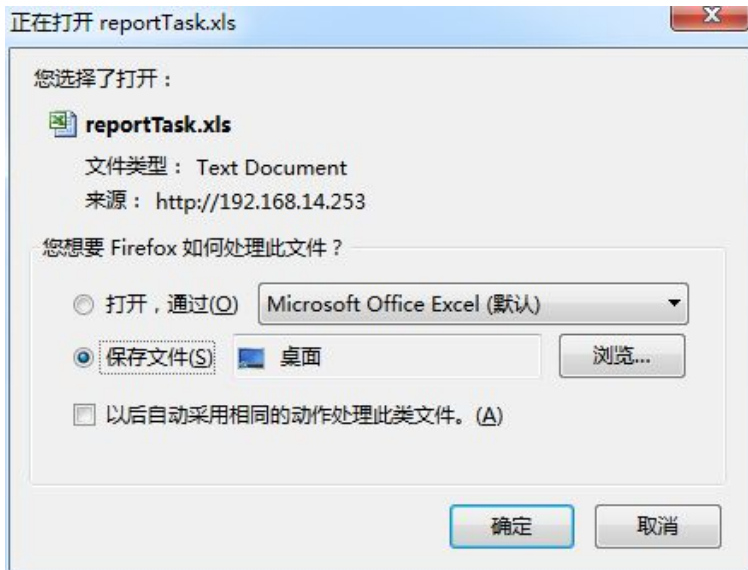 正在打开 reportTask.xls
您选择了打开：
reportTask.xls
文件类型： Text Document
来源： http://192.168.14.253
您想要 Firefox 如何处理此文件？
打开，通过(O) Microsoft Office Excel (默认)
保存文件(S) 桌面 浏览...
以后自动采用相同的动作处理此类文件。(A)
确定 取消